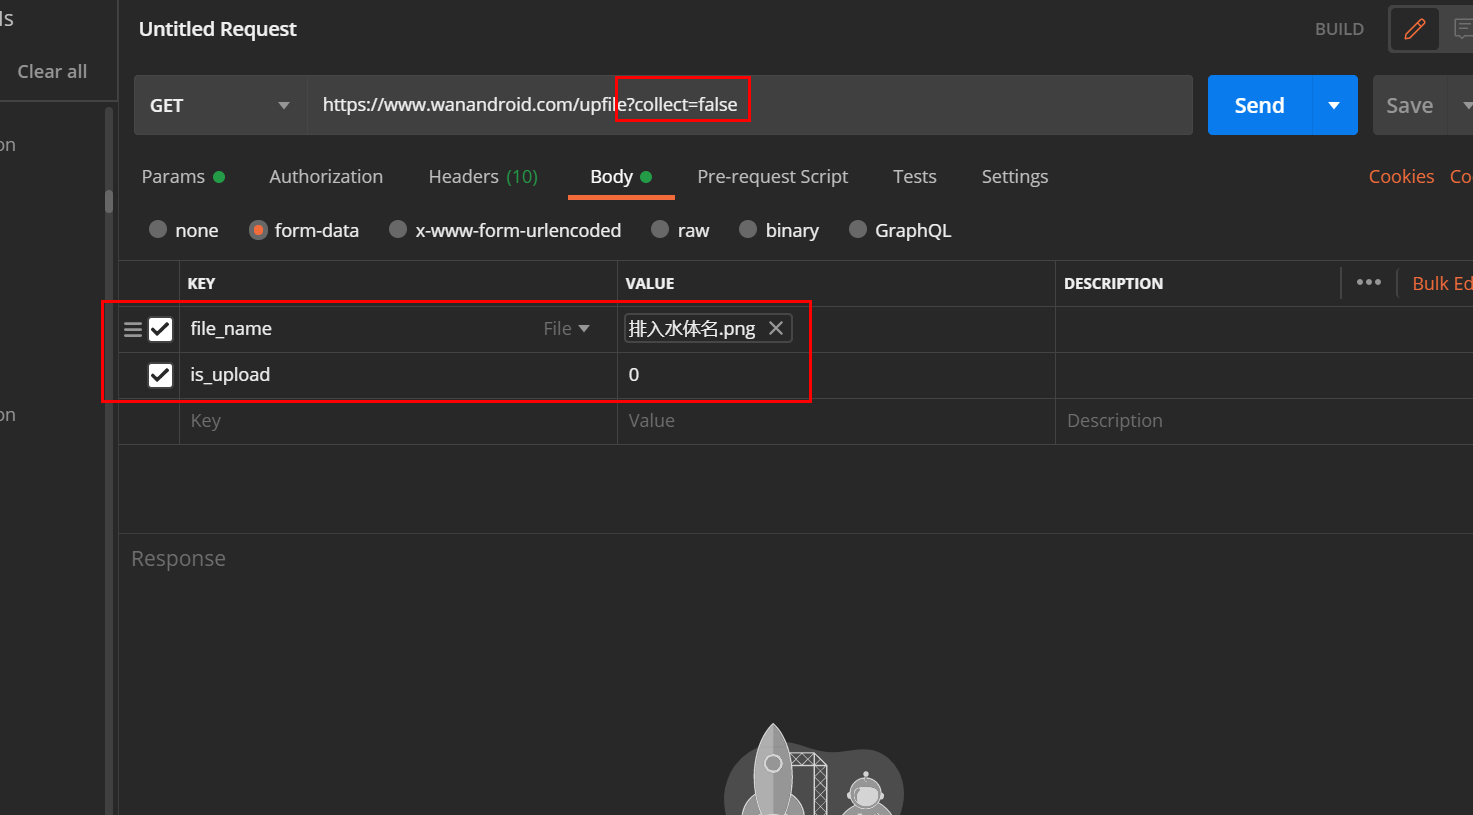 ls
Untitled Request
BUILD
Clear all
GET
https://www.wanandroid.com/upfile?collect=false
Send
Save
on
Params
Authorization
Headers (10)
Body
Pre-request Script
Tests
Settings
Cookies
Co
none
form-data
x-www-form-urlencoded
raw
binary
GraphQL
KEY
VALUE
DESCRIPTION
•••
Bulk Ed
file_name
File
排入水体名.png
is_upload
0
on
Key
Value
Description
Response